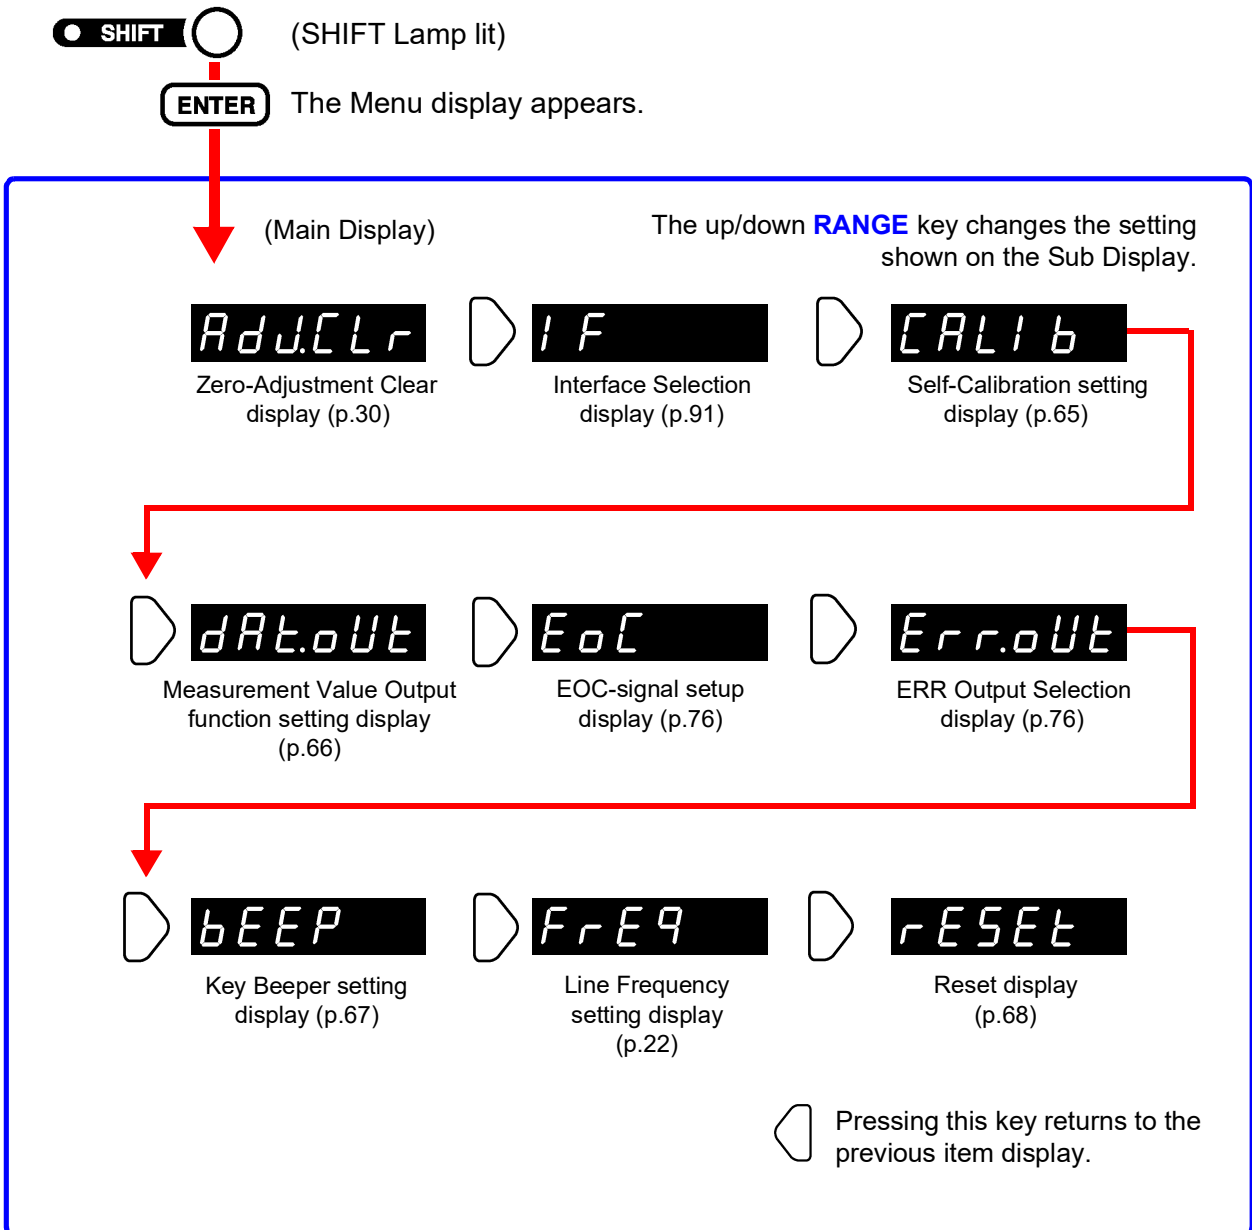 SHIFT
(SHIFT Lamp lit)
ENTER
The Menu display appears.
(Main Display)
The up/down RANGE key changes the setting
shown on the Sub Display.
AdJ.CLr
IF
CALIb
Zero-Adjustment Clear
display (p.30)
Interface Selection
display (p.91)
Self-Calibration setting
display (p.65)
dAt.oUt
EoC
Err.oUt
Measurement Value Output
function setting display
(p.66)
EOC-signal setup
display (p.76)
ERR Output Selection
display (p.76)
bEEP
FrEq
rESEt
Key Beeper setting
display (p.67)
Line Frequency
setting display
(p.22)
Reset display
(p.68)
Pressing this key returns to the
previous item display.